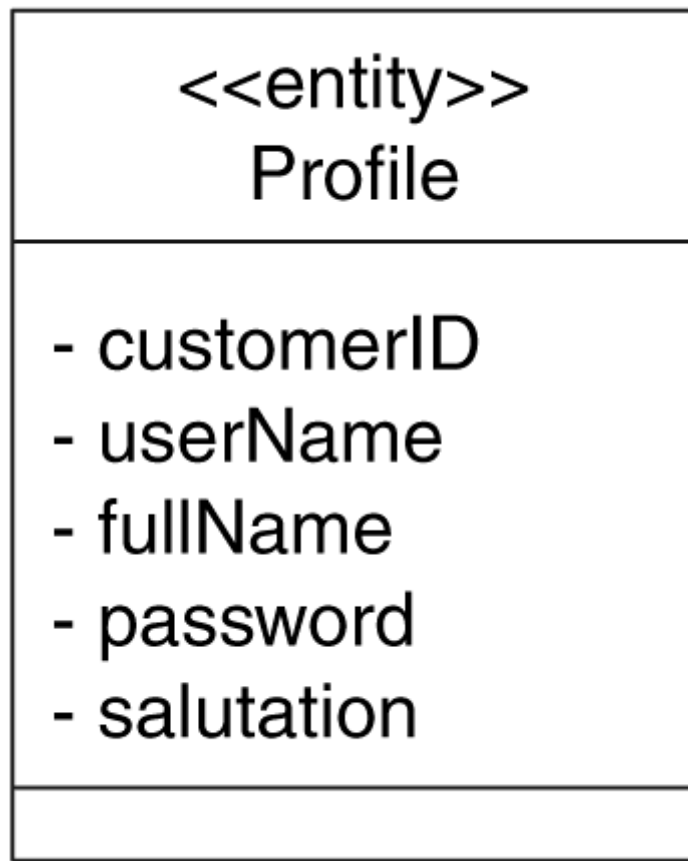 <<entity>>
Profile
- customerID
- userName
- fullName
- password
- salutation